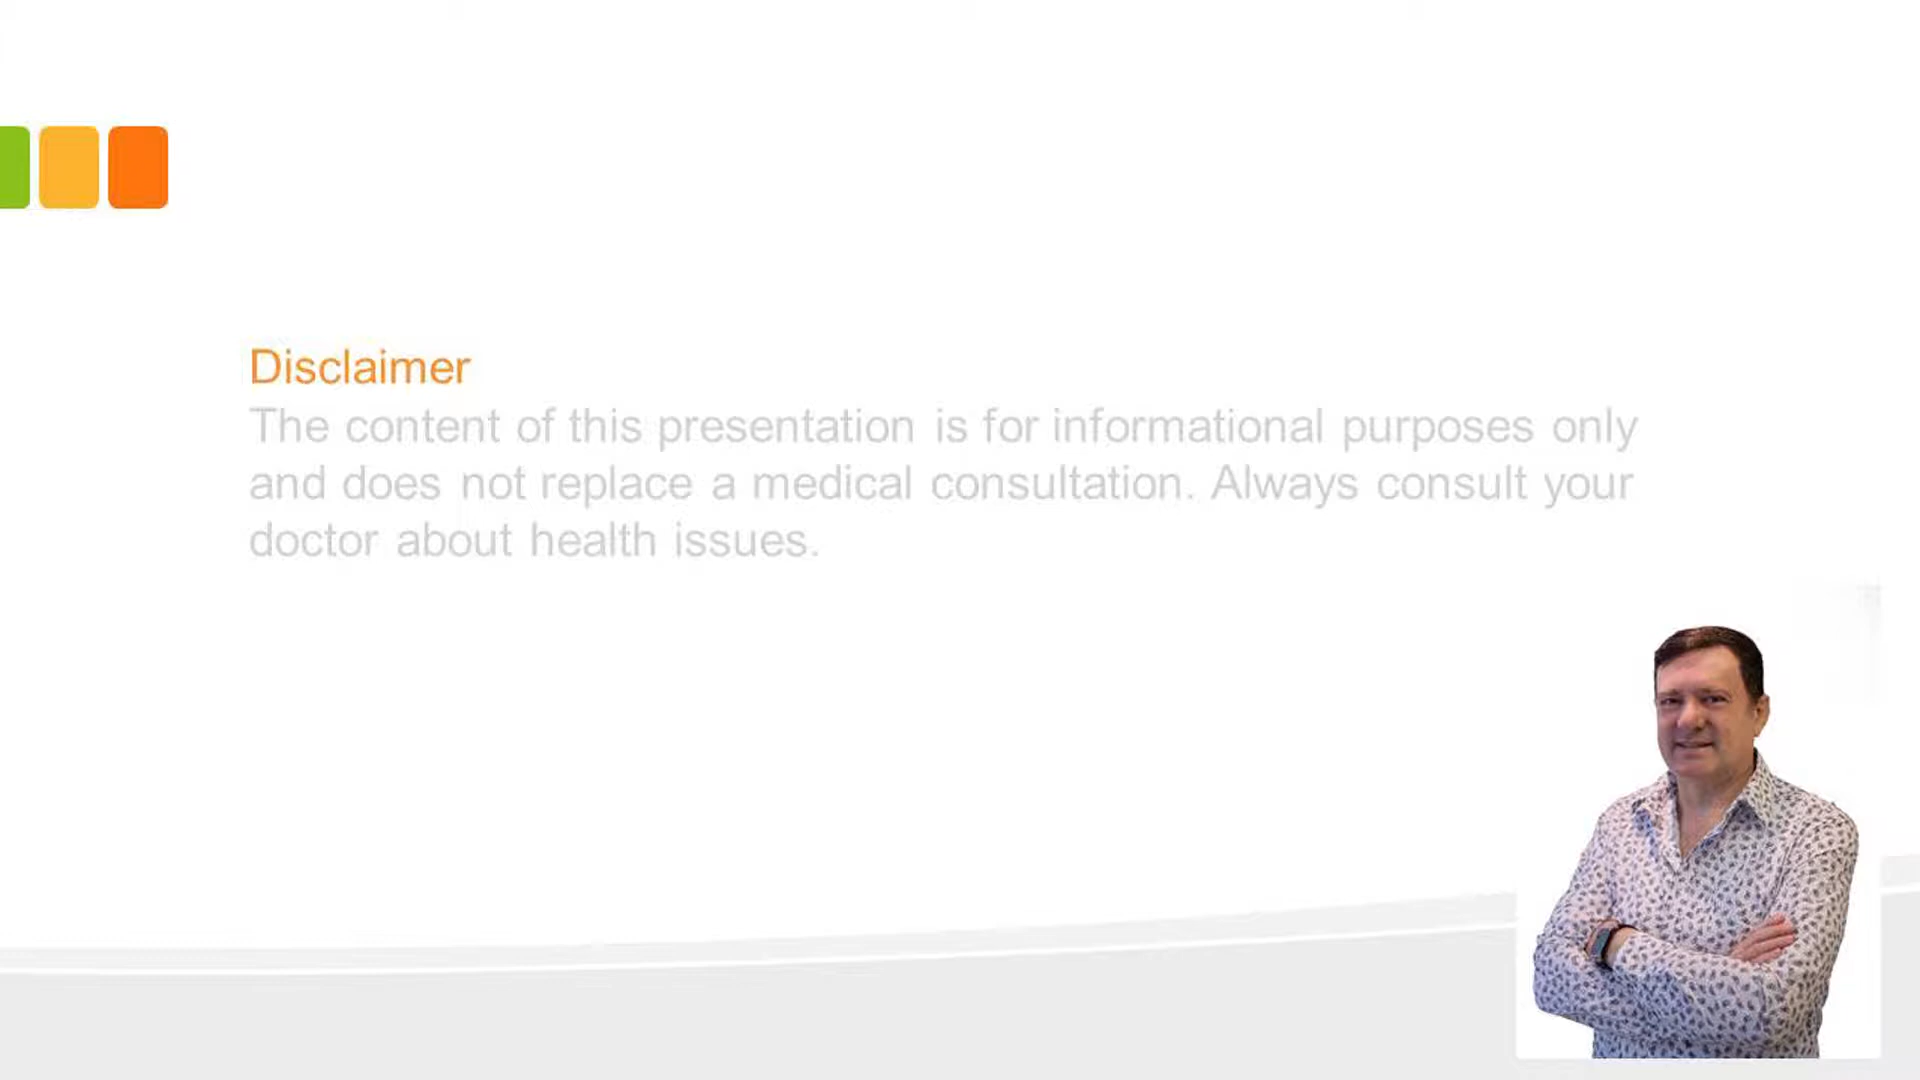 Disclaimer
The content of this presentation is for informational purposes only
and does not replace a medical consultation. Always consult your
doctor about health issues.